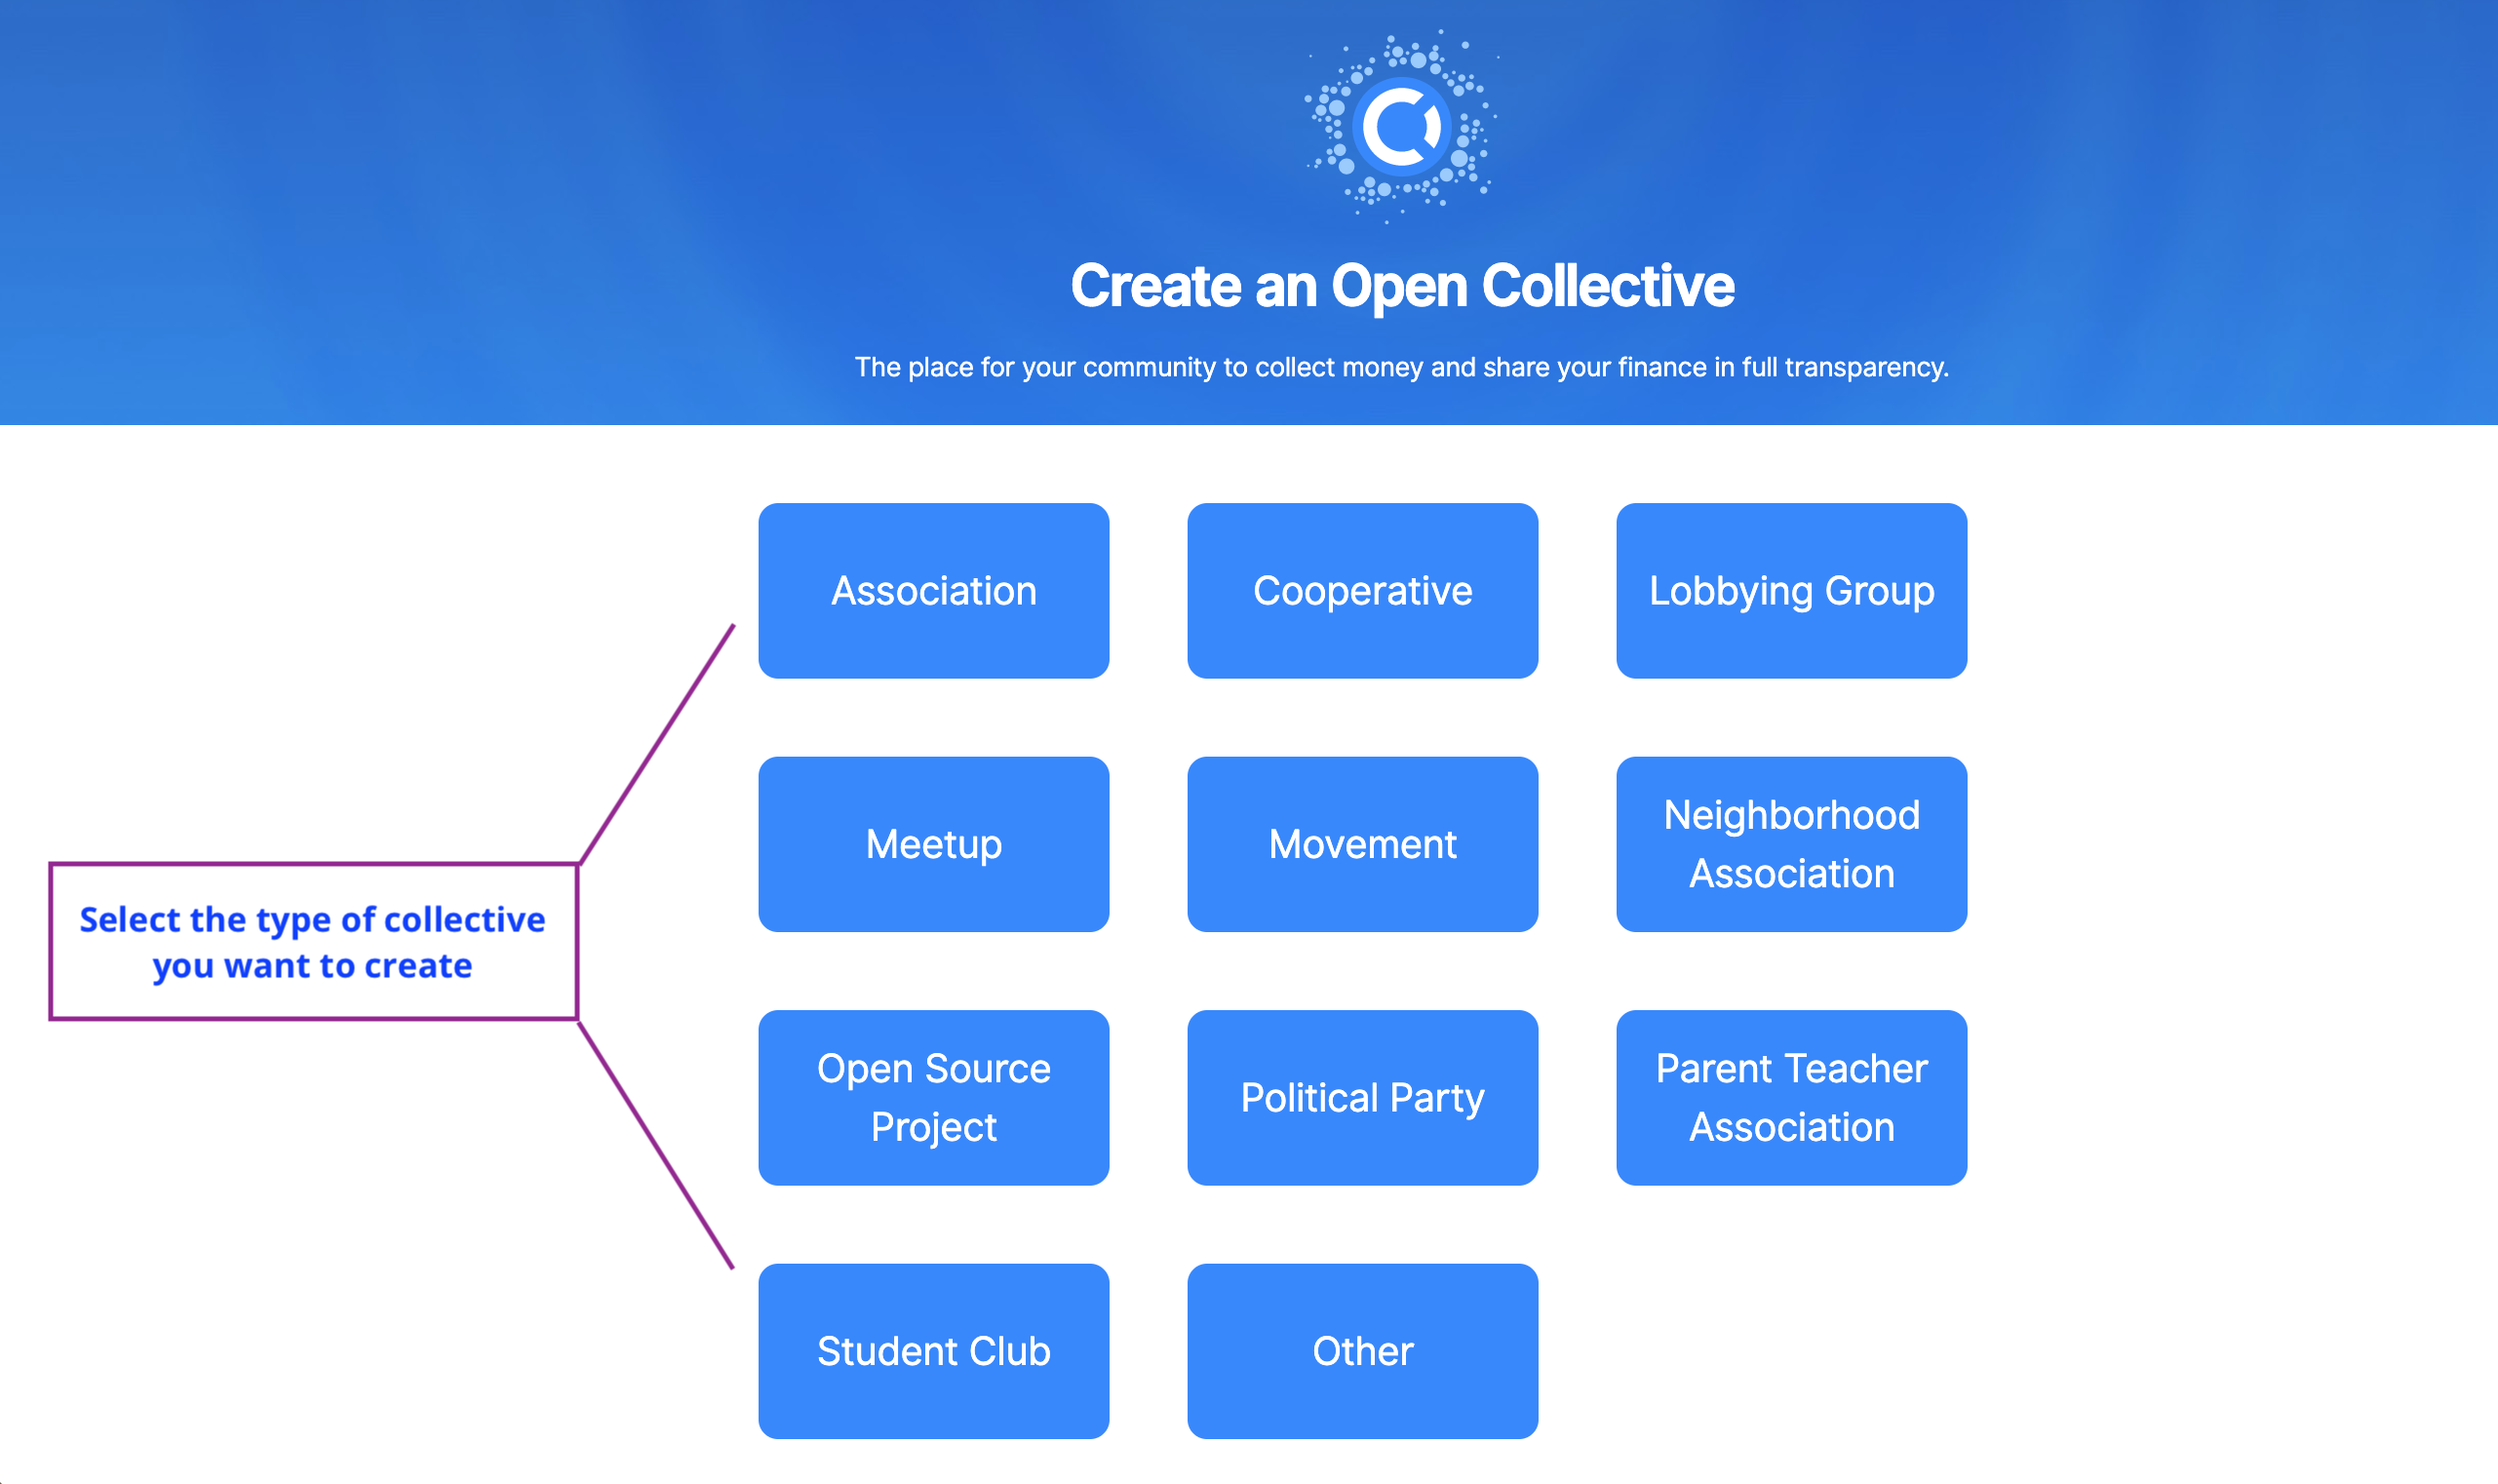 Create an Open Collective
The place for your community to collect money and share your finance in full transparency.
Association
Cooperative
Lobbying Group
Meetup
Movement
Neighborhood
Association
Select the type of collective
you want to create
Open Source
Project
Political Party
Parent Teacher
Association
Student Club
Other